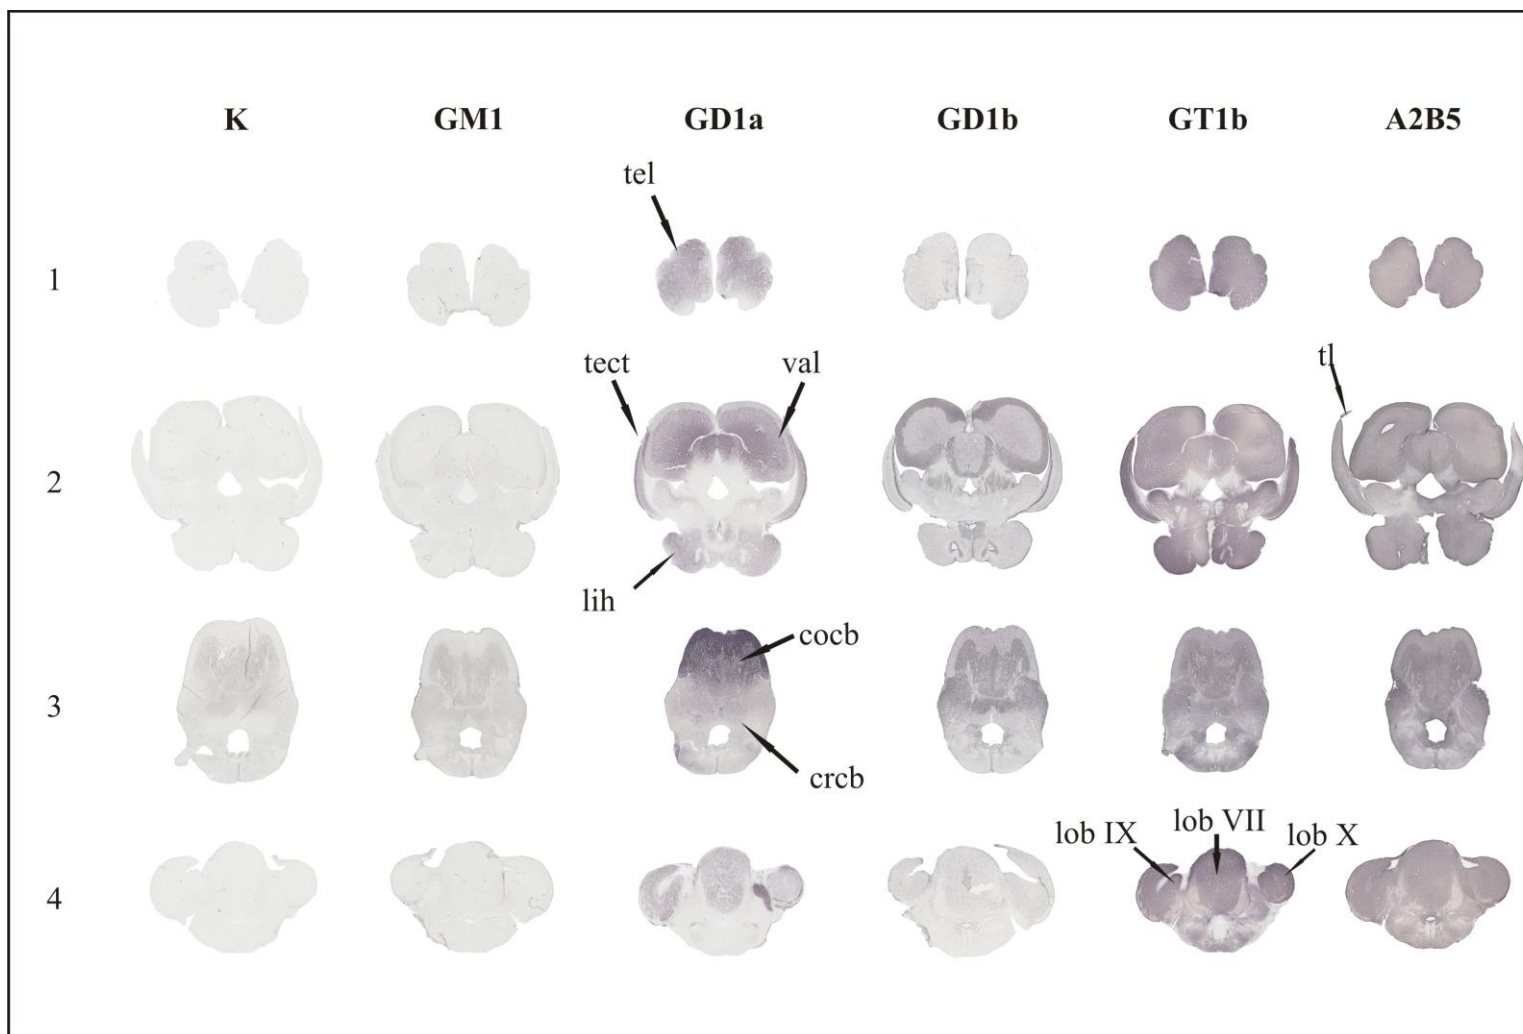 K GM1 GD1a GD1b GT1b A2B5
tel
1
tect val tl
2
lih
cocb
3
crcb
lob IX lob VII lob X
4